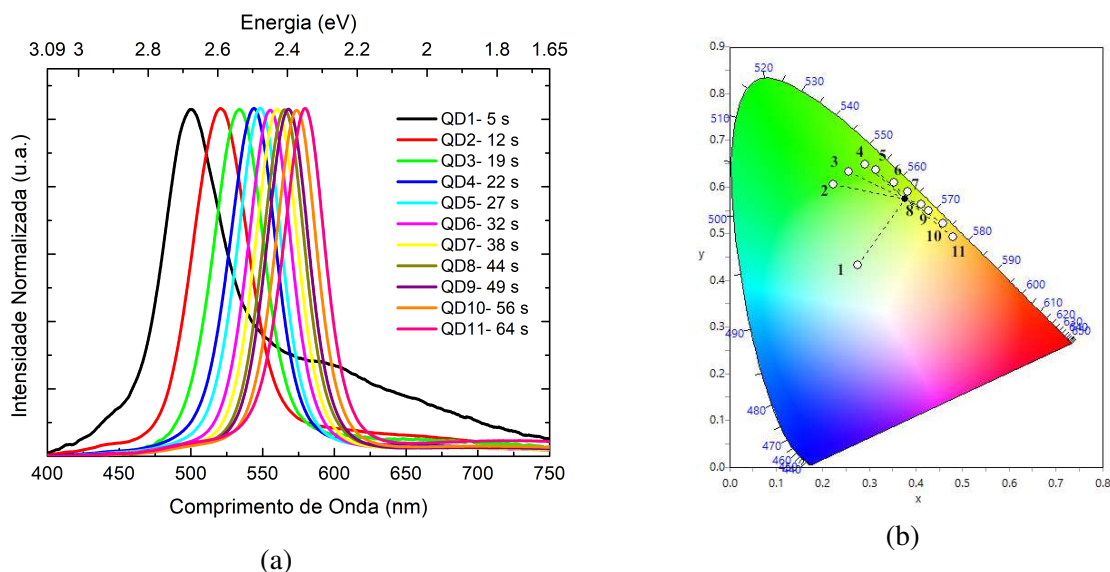 Energia (eV)
3.09 3 2.8 2.6 2.4 2.2 2 1.8 1.65
Intensidade Normalizada (u.a.)
QD1- 5 s
QD2- 12 s
QD3- 19 s
QD4- 22 s
QD5- 27 s
QD6- 32 s
QD7- 38 s
QD8- 44 s
QD9- 49 s
QD10- 56 s
QD11- 64 s
400 450 500 550 600 650 700 750
Comprimento de Onda (nm)
(a)
0.9
0.8
0.7
0.6
0.5
0.4
0.3
0.2
0.1
0.0
y
520
530
510
540
550
560
500
570
580
590
600
490
610
620
630
640
650
480
470
460
1
2
3
4
5
6
7
8
9
10
11
0.0 0.1 0.2 0.3 0.4 0.5 0.6 0.7 0.8
x
(b)